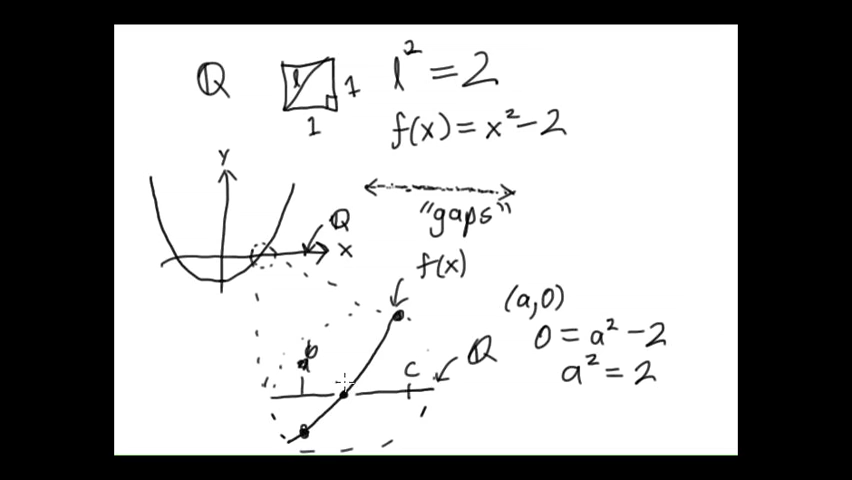 ℚ l 1 l² = 2
1
f(x) = x² - 2
Y
"gaps"
ℚ
X
f(x)
(a,0)
0 = a² - 2
b C ℚ
a² = 2